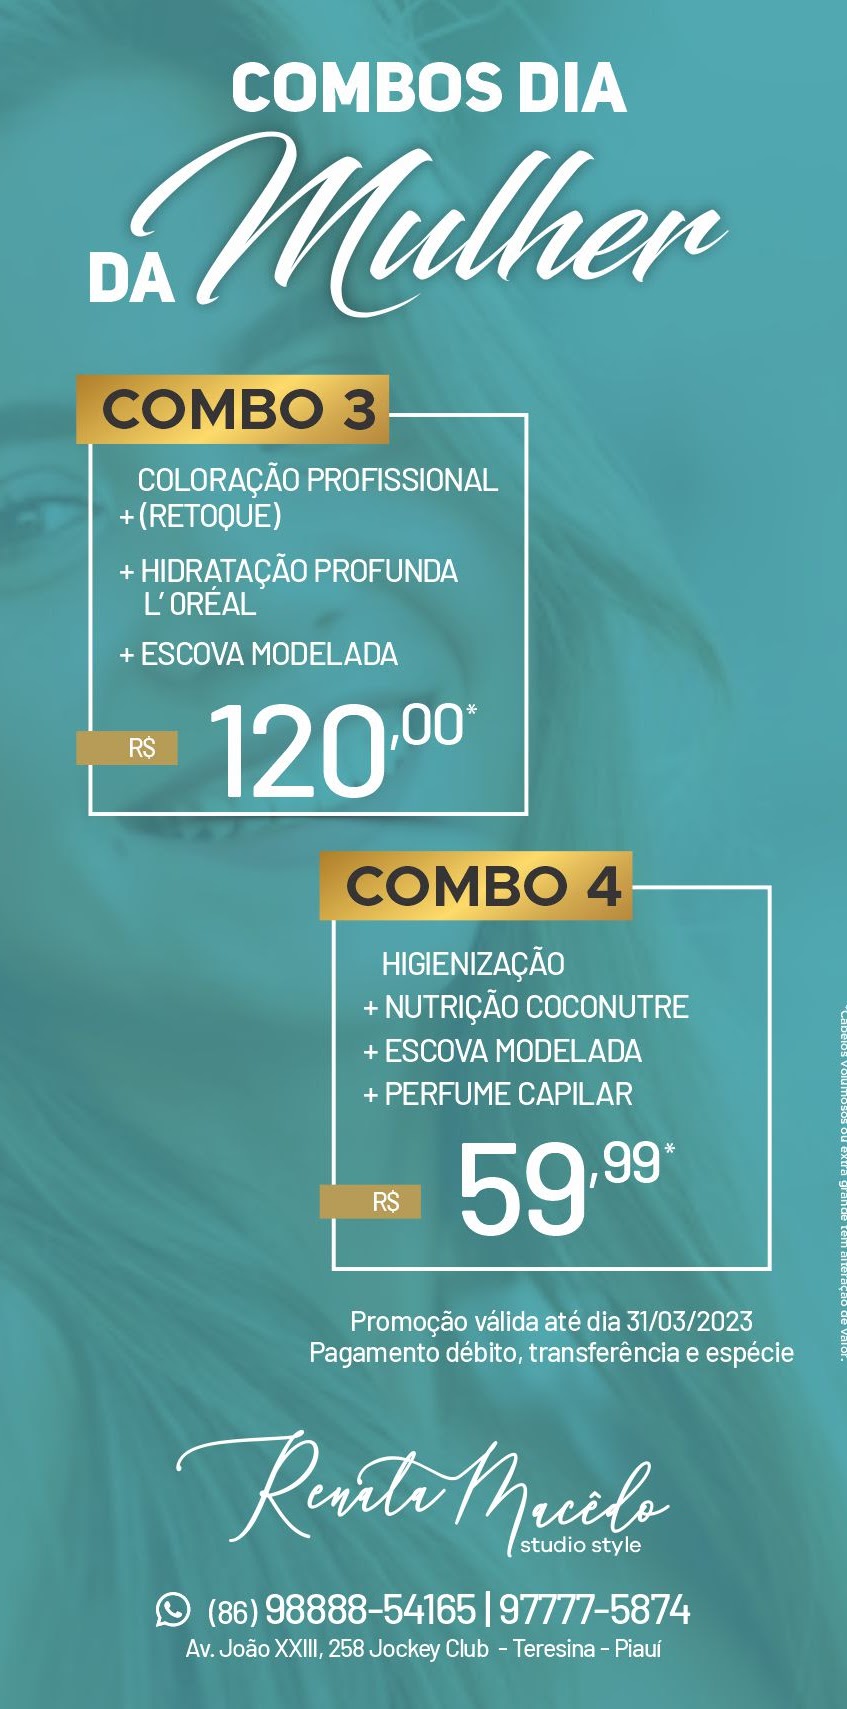 COMBOS DIA
DA Mulher
COMBO 3
COLORAÇÃO PROFISSIONAL
+ (RETOQUE)
+ HIDRATAÇÃO PROFUNDA
L' ORÉAL
+ ESCOVA MODELADA
R$ 120,00*
COMBO 4
HIGIENIZAÇÃO
+ NUTRIÇÃO COCONUTRE
+ ESCOVA MODELADA
+ PERFUME CAPILAR
R$ 59,99*
*Cabelos volumosos ou extra grande tem alteração de valor.
Promoção válida até dia 31/03/2023
Pagamento débito, transferência e espécie
Renata Macêdo
studio style
(86) 98888-54165 | 97777-5874
Av. João XXIII, 258 Jockey Club - Teresina - Piauí